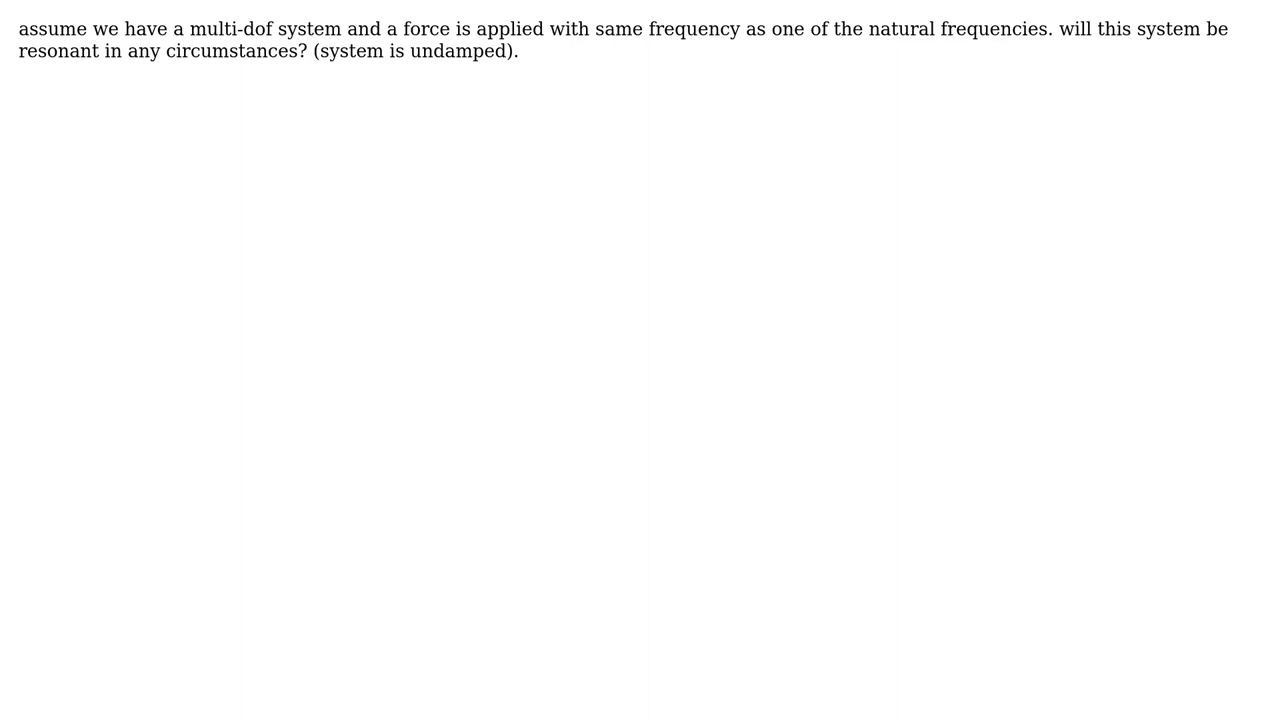 assume we have a multi-dof system and a force is applied with same frequency as one of the natural frequencies. will this system be
resonant in any circumstances? (system is undamped).